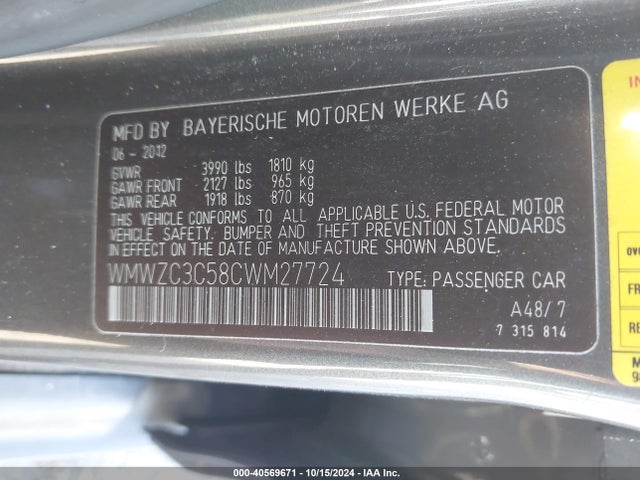 MFD BY BAYERISCHE MOTOREN WERKE AG
06 - 2012
GVWR 3990 lbs 1810 kg
GAWR FRONT 2127 lbs 965 kg
GAWR REAR 1918 lbs 870 kg
THIS VEHICLE CONFORMS TO ALL APPLICABLE U.S. FEDERAL MOTOR
VEHICLE SAFETY, BUMPER AND THEFT PREVENTION STANDARDS
IN EFFECT ON THE DATE OF MANUFACTURE SHOWN ABOVE.
WMWZC3C58CWM27724 TYPE: PASSENGER CAR
A48/7
7 315 814
000-40569671 - 10/15/2024 - IAA Inc.